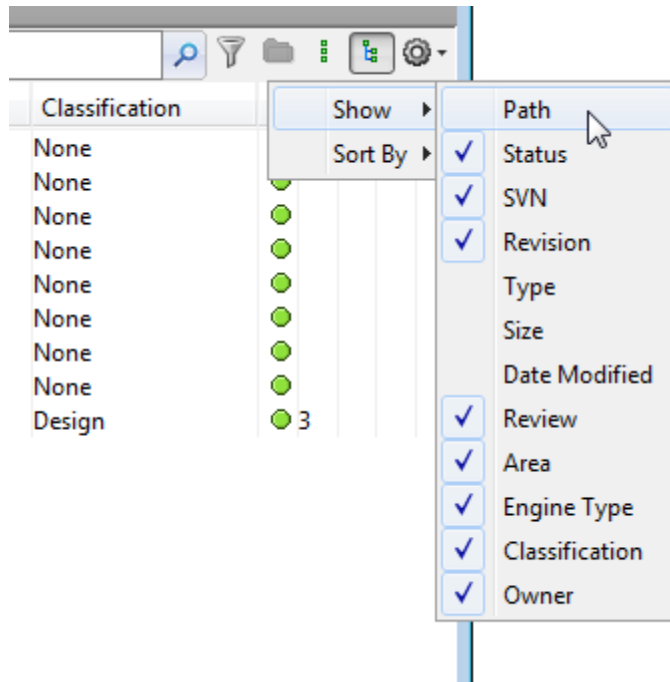 Classification
None
None
None
None
None
None
None
None
Design
3
Show
Sort By
Path
Status
SVN
Revision
Type
Size
Date Modified
Review
Area
Engine Type
Classification
Owner